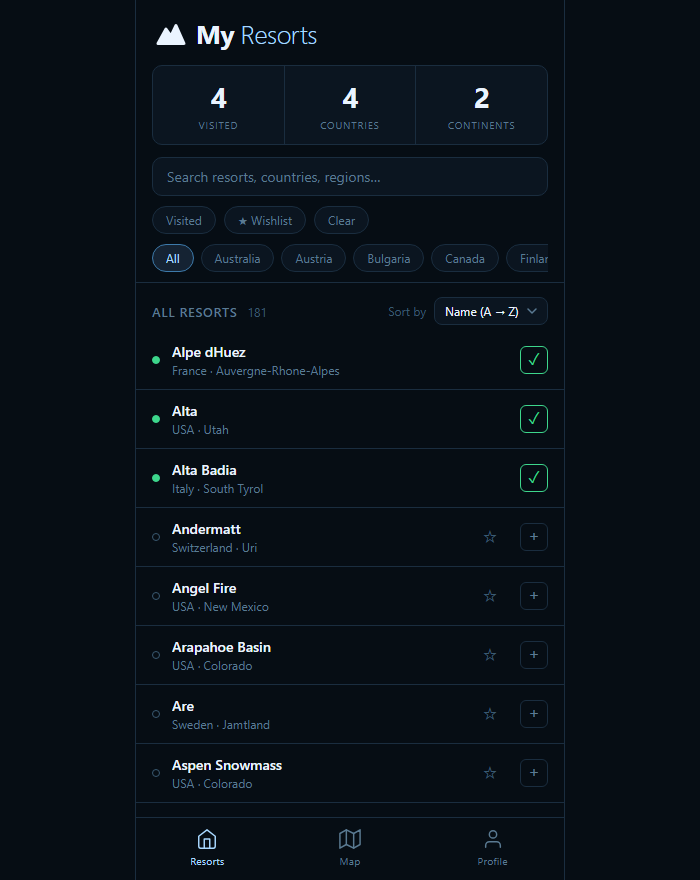 My Resorts
4 4 2
VISITED COUNTRIES CONTINENTS
Search resorts, countries, regions...
Visited ★ Wishlist Clear
All Australia Austria Bulgaria Canada Finlar
ALL RESORTS 181 Sort by Name (A → Z)
Alpe dHuez
France · Auvergne-Rhone-Alpes
Alta
USA · Utah
Alta Badia
Italy · South Tyrol
Andermatt
Switzerland · Uri
Angel Fire
USA · New Mexico
Arapahoe Basin
USA · Colorado
Are
Sweden · Jamtland
Aspen Snowmass
USA · Colorado
Resorts Map Profile